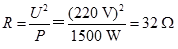 R = U²/P = (220 V)²/1500 W = 32 Ω